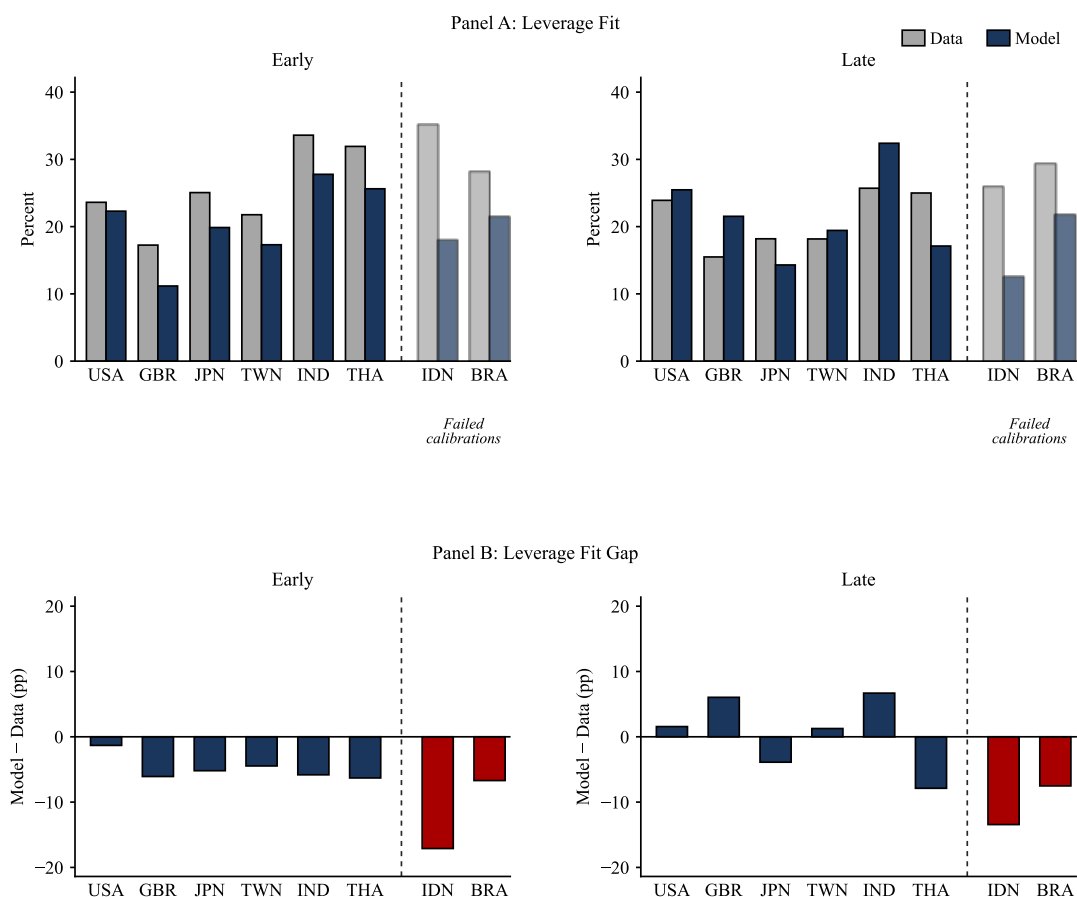 Panel A: Leverage Fit
Data
Model
Early
Percent
40
30
20
10
0
USA GBR JPN TWN IND THA IDN BRA
Failed
calibrations
Late
Percent
40
30
20
10
0
USA GBR JPN TWN IND THA IDN BRA
Failed
calibrations
Panel B: Leverage Fit Gap
Early
Model − Data (pp)
20
10
0
−10
−20
USA GBR JPN TWN IND THA IDN BRA
Late
Model − Data (pp)
20
10
0
−10
−20
USA GBR JPN TWN IND THA IDN BRA